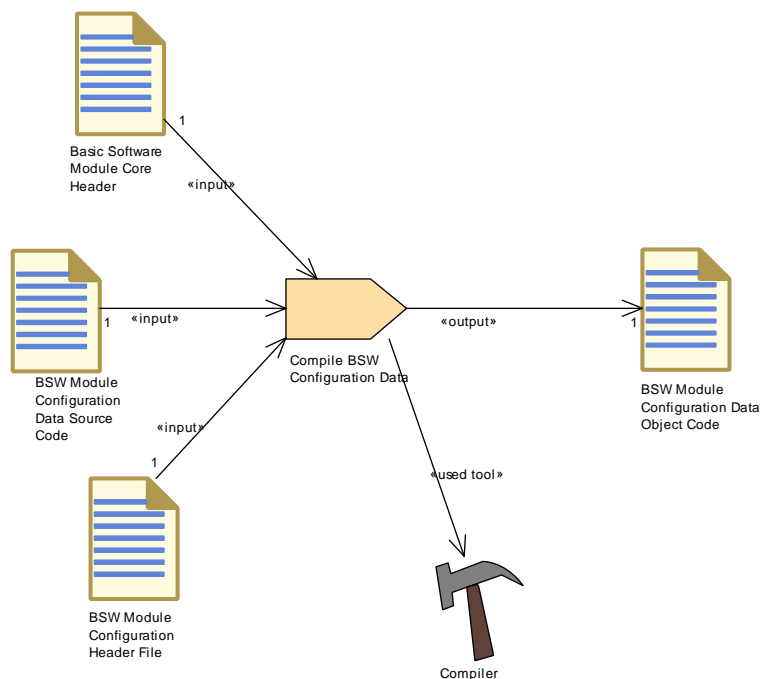 1
Basic Software
Module Core
Header
«input»
1
«input»
BSW Module
Configuration
Data Source
Code
«input»
1
BSW Module
Configuration
Header File
Compile BSW
Configuration Data
«output»
1
BSW Module
Configuration Data
Object Code
«used tool»
Compiler